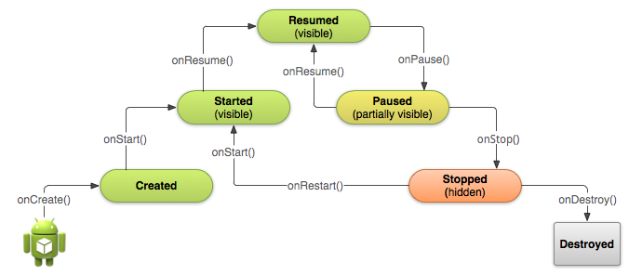 Resumed
(visible)
onResume()
onResume()
onPause()
Started
(visible)
Paused
(partially visible)
onStart()
onStart()
onStop()
Created
onRestart()
Stopped
(hidden)
onCreate()
onDestroy()
Destroyed